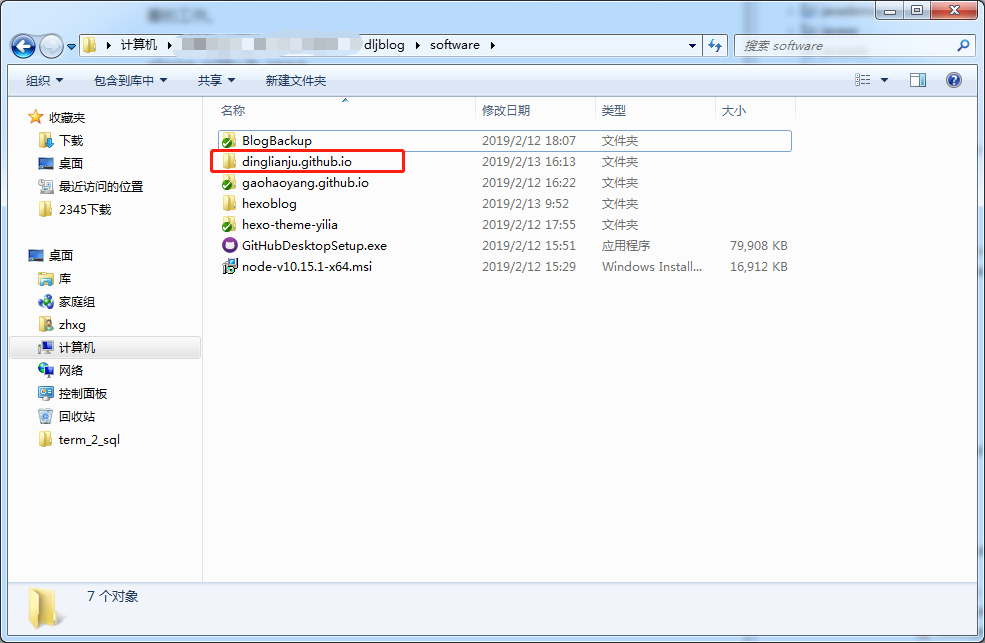 计算机 dljblog software 搜索 software
组织 包含到库中 共享 新建文件夹
收藏夹
下载
桌面
最近访问的位置
2345下载
桌面
库
家庭组
zhxg
计算机
网络
控制面板
回收站
term_2_sql
名称 修改日期 类型 大小
BlogBackup 2019/2/12 18:07 文件夹
dinglianju.github.io 2019/2/13 16:13 文件夹
gaohaoyang.github.io 2019/2/12 16:22 文件夹
hexoblog 2019/2/13 9:52 文件夹
hexo-theme-yilia 2019/2/12 17:55 文件夹
GitHubDesktopSetup.exe 2019/2/12 15:51 应用程序 79,908 KB
node-v10.15.1-x64.msi 2019/2/12 15:29 Windows Install... 16,912 KB
7 个对象